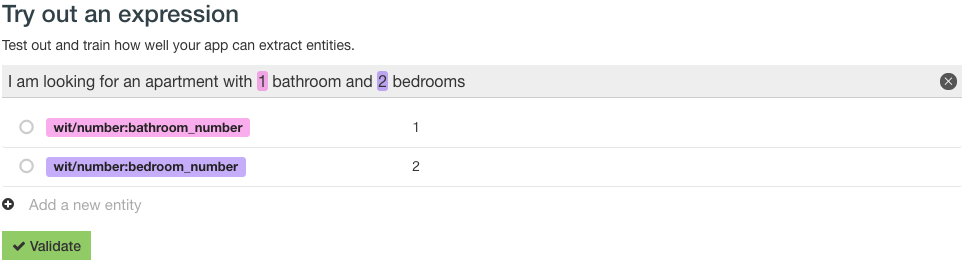 Try out an expression
Test out and train how well your app can extract entities.
I am looking for an apartment with 1 bathroom and 2 bedrooms
wit/number:bathroom_number 1
wit/number:bedroom_number 2
Add a new entity
Validate